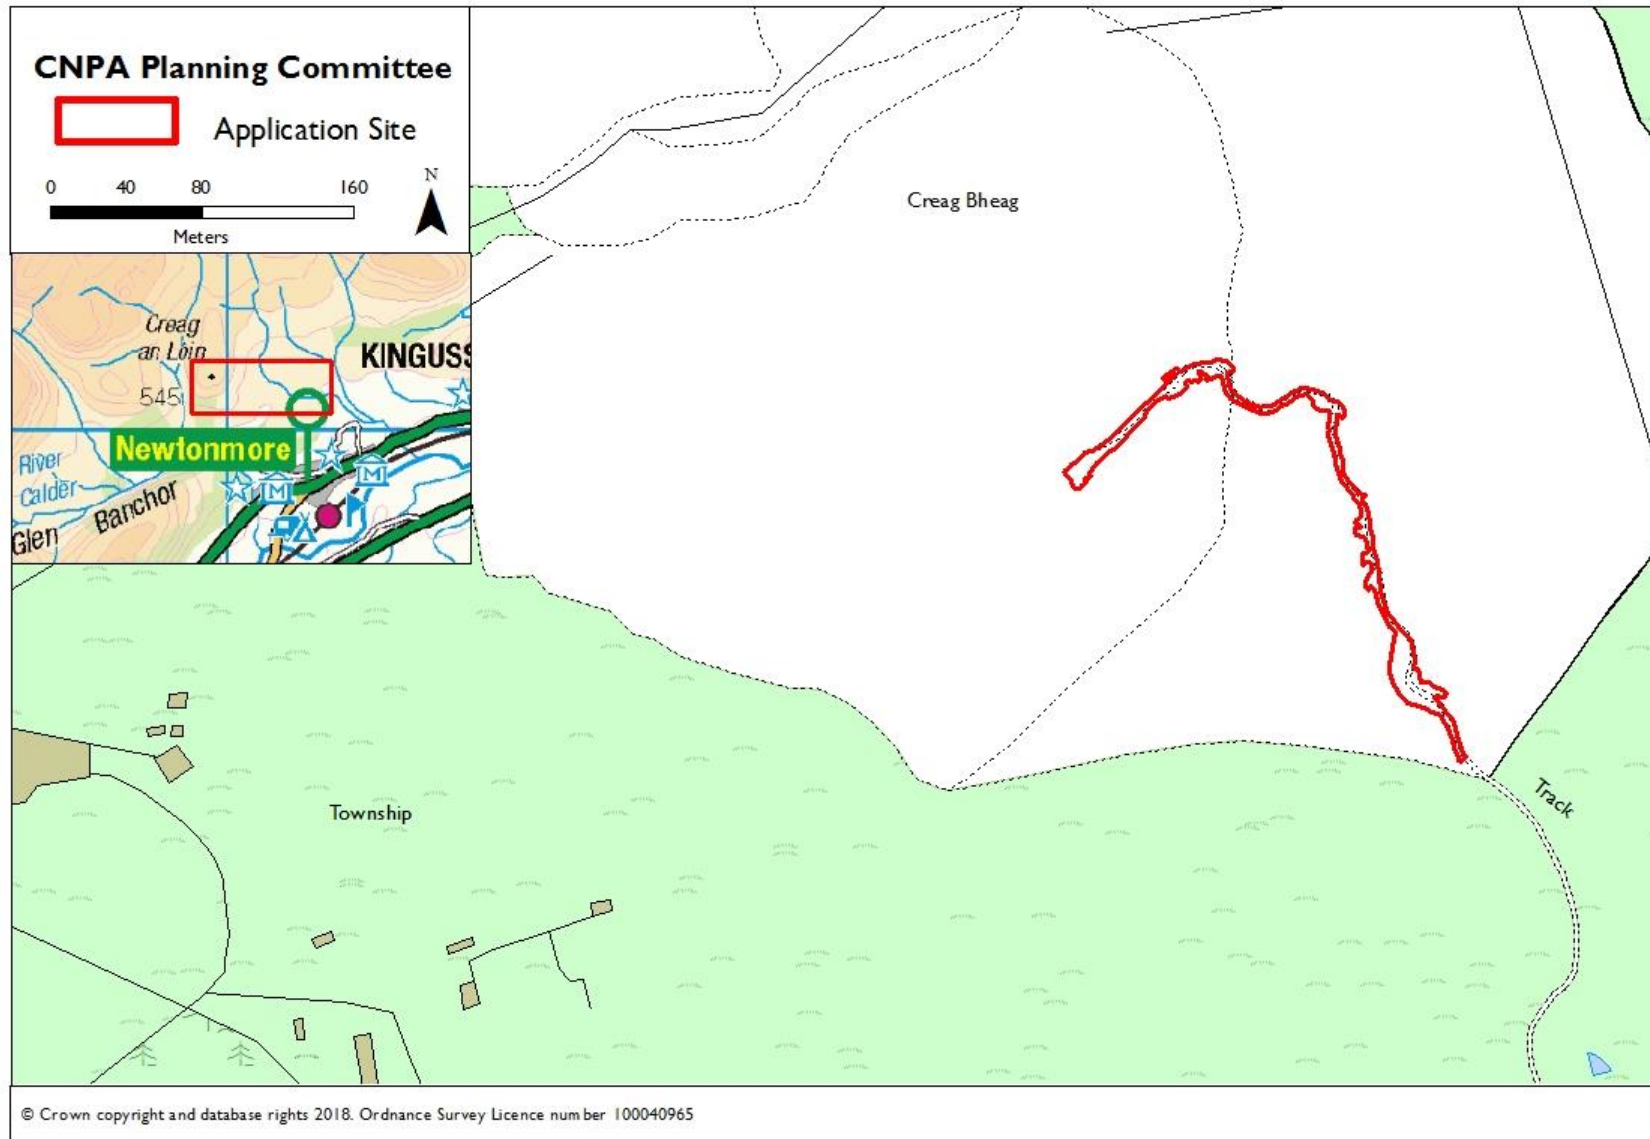 CNPA Planning Committee
Application Site
0 40 80 160
N
Meters
Creag Bheag
Creag
an Loin
545
KINGUSS
Newtonmore
River
Calder
Glen Banchor
M
M
Township
Track
© Crown copyright and database rights 2018. Ordnance Survey Licence number 100040965